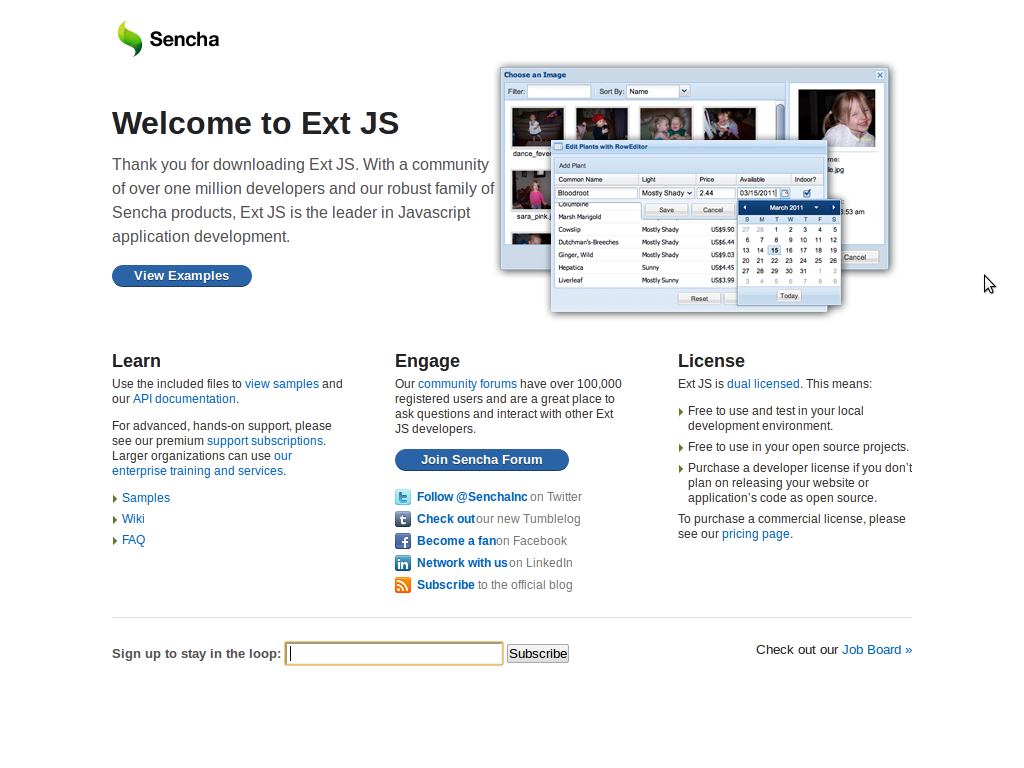 Sencha
Welcome to Ext JS
Thank you for downloading Ext JS. With a community
of over one million developers and our robust family of
Sencha products, Ext JS is the leader in Javascript
application development.
View Examples
Choose an Image
Filter:
Sort By: Name
dance_fever
sara_pink.j
Edit Plants with RowEditor
Add Plant
Common Name Light Price Available Indoor?
Bloodroot Mostly Shady 2.44 03/15/2011
Columbine
Save Cancel
Marsh Marigold
Cowslip Mostly Shady US$9.90
Dutchman's-Breeches Mostly Shady US$6.44
Ginger, Wild Mostly Shady US$9.03
Hepatica Sunny US$4.45
Liverleaf Mostly Sunny US$3.99
Reset
March 2011
S M T W T F S
27 28 1 2 3 4 5
6 7 8 9 10 11 12
13 14 15 16 17 18 19
20 21 22 23 24 25 26
27 28 29 30 31 1 2
3 4 5 6 7 8 9
Today
me:
le.jpg
:53 am
Cancel
Learn
Use the included files to view samples and
our API documentation.
For advanced, hands-on support, please
see our premium support subscriptions.
Larger organizations can use our
enterprise training and services.
Samples
Wiki
FAQ
Engage
Our community forums have over 100,000
registered users and are a great place to
ask questions and interact with other Ext
JS developers.
Join Sencha Forum
Follow @SenchaInc on Twitter
Check out our new Tumblelog
Become a fan on Facebook
Network with us on LinkedIn
Subscribe to the official blog
License
Ext JS is dual licensed. This means:
Free to use and test in your local
development environment.
Free to use in your open source projects.
Purchase a developer license if you don’t
plan on releasing your website or
application’s code as open source.
To purchase a commercial license, please
see our pricing page.
Sign up to stay in the loop:
Subscribe
Check out our Job Board »